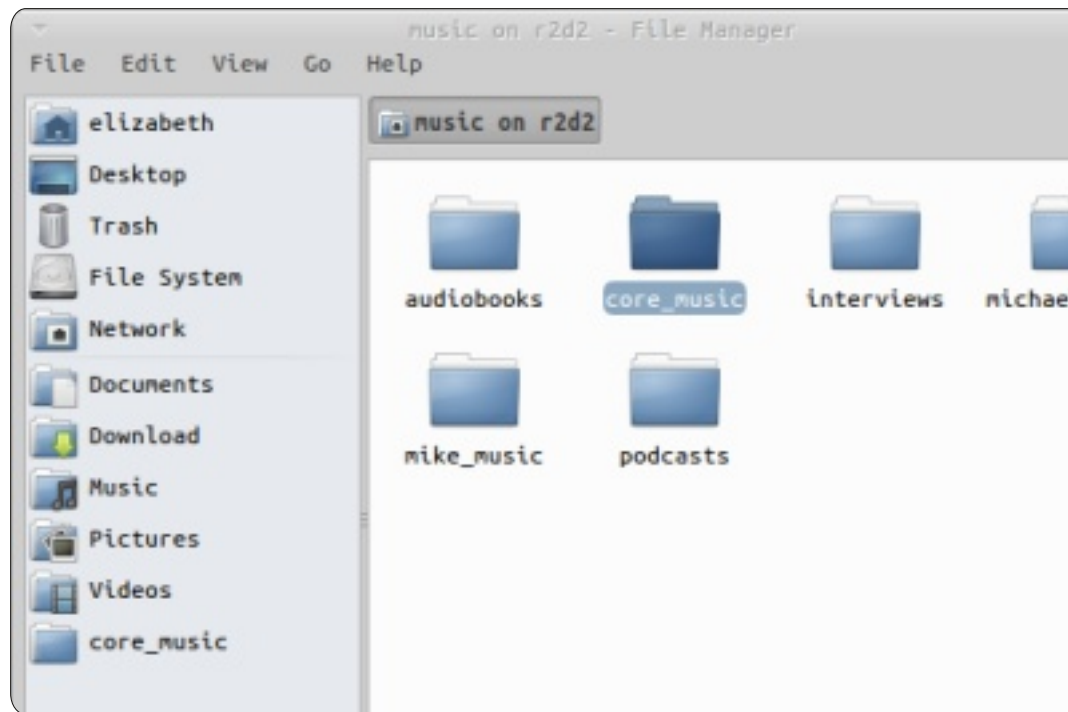 music on r2d2 - File Manager
File Edit View Go Help
elizabeth
Desktop
Trash
File System
Network
Documents
Download
Music
Pictures
Videos
core_music
music on r2d2
audiobooks core_music interviews michae
mike_music podcasts